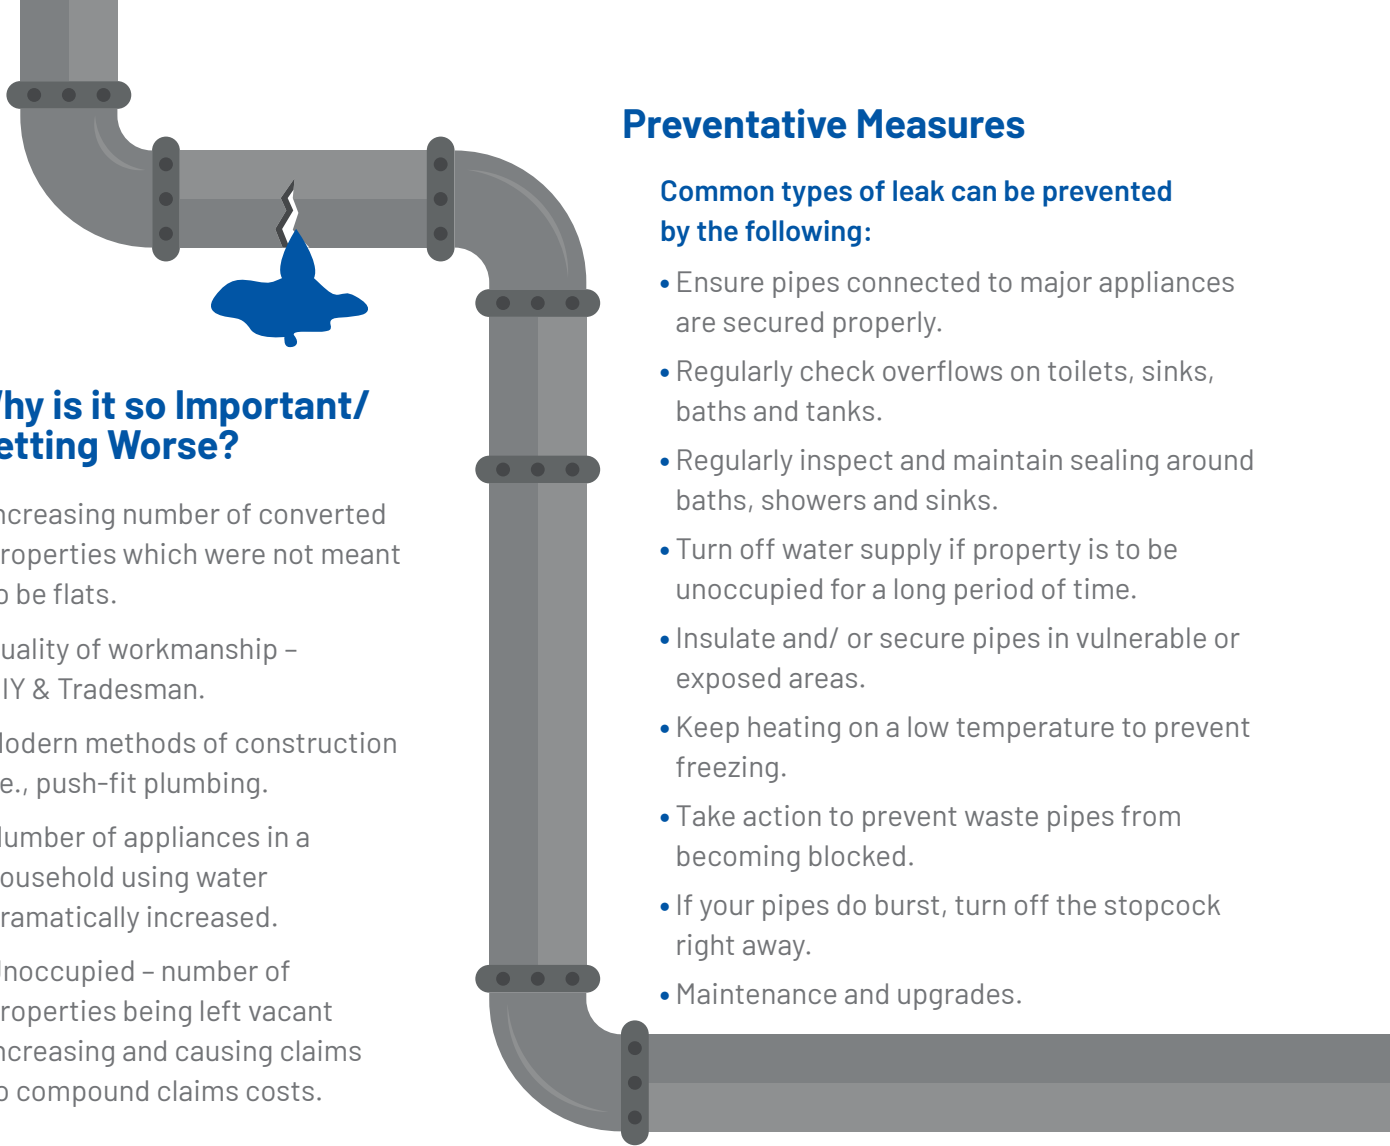 Preventative Measures
Common types of leak can be prevented
by the following:
• Ensure pipes connected to major appliances
are secured properly.
• Regularly check overflows on toilets, sinks,
baths and tanks.
• Regularly inspect and maintain sealing around
baths, showers and sinks.
• Turn off water supply if property is to be
unoccupied for a long period of time.
• Insulate and/ or secure pipes in vulnerable or
exposed areas.
• Keep heating on a low temperature to prevent
freezing.
• Take action to prevent waste pipes from
becoming blocked.
• If your pipes do burst, turn off the stopcock
right away.
• Maintenance and upgrades.
hy is it so Important/
etting Worse?
ncreasing number of converted
roperties which were not meant
o be flats.
uality of workmanship –
IY & Tradesman.
odern methods of construction
e., push-fit plumbing.
umber of appliances in a
ousehold using water
ramatically increased.
noccupied – number of
roperties being left vacant
ncreasing and causing claims
o compound claims costs.